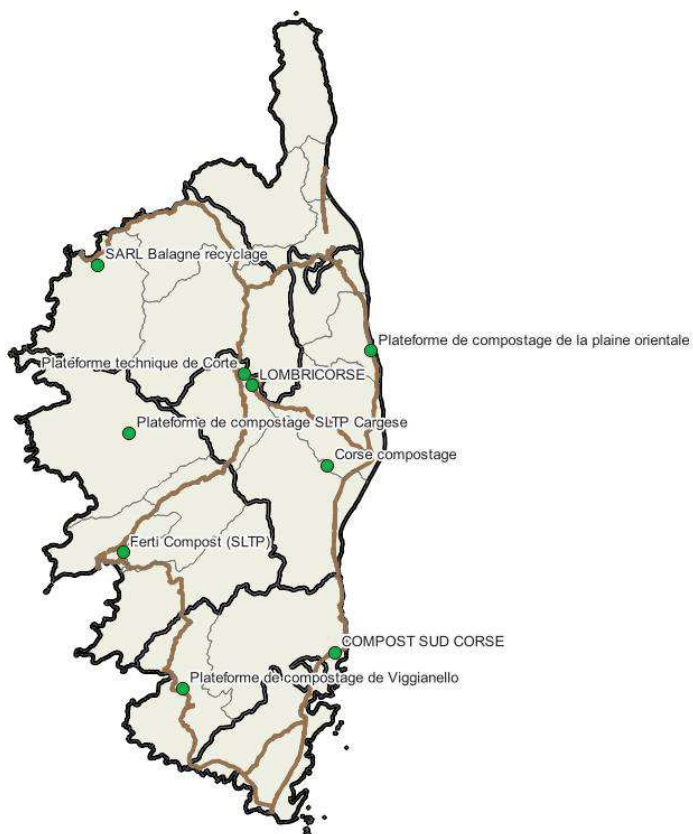 SARL Balagne recyclage
Plateforme de compostage de la plaine orientale
Plateforme technique de Corte
LOMBRICORSE
Plateforme de compostage SLTP Cargese
Corse compostage
Ferti Compost (SLTP)
COMPOST SUD CORSE
Plateforme de compostage de Viggianello